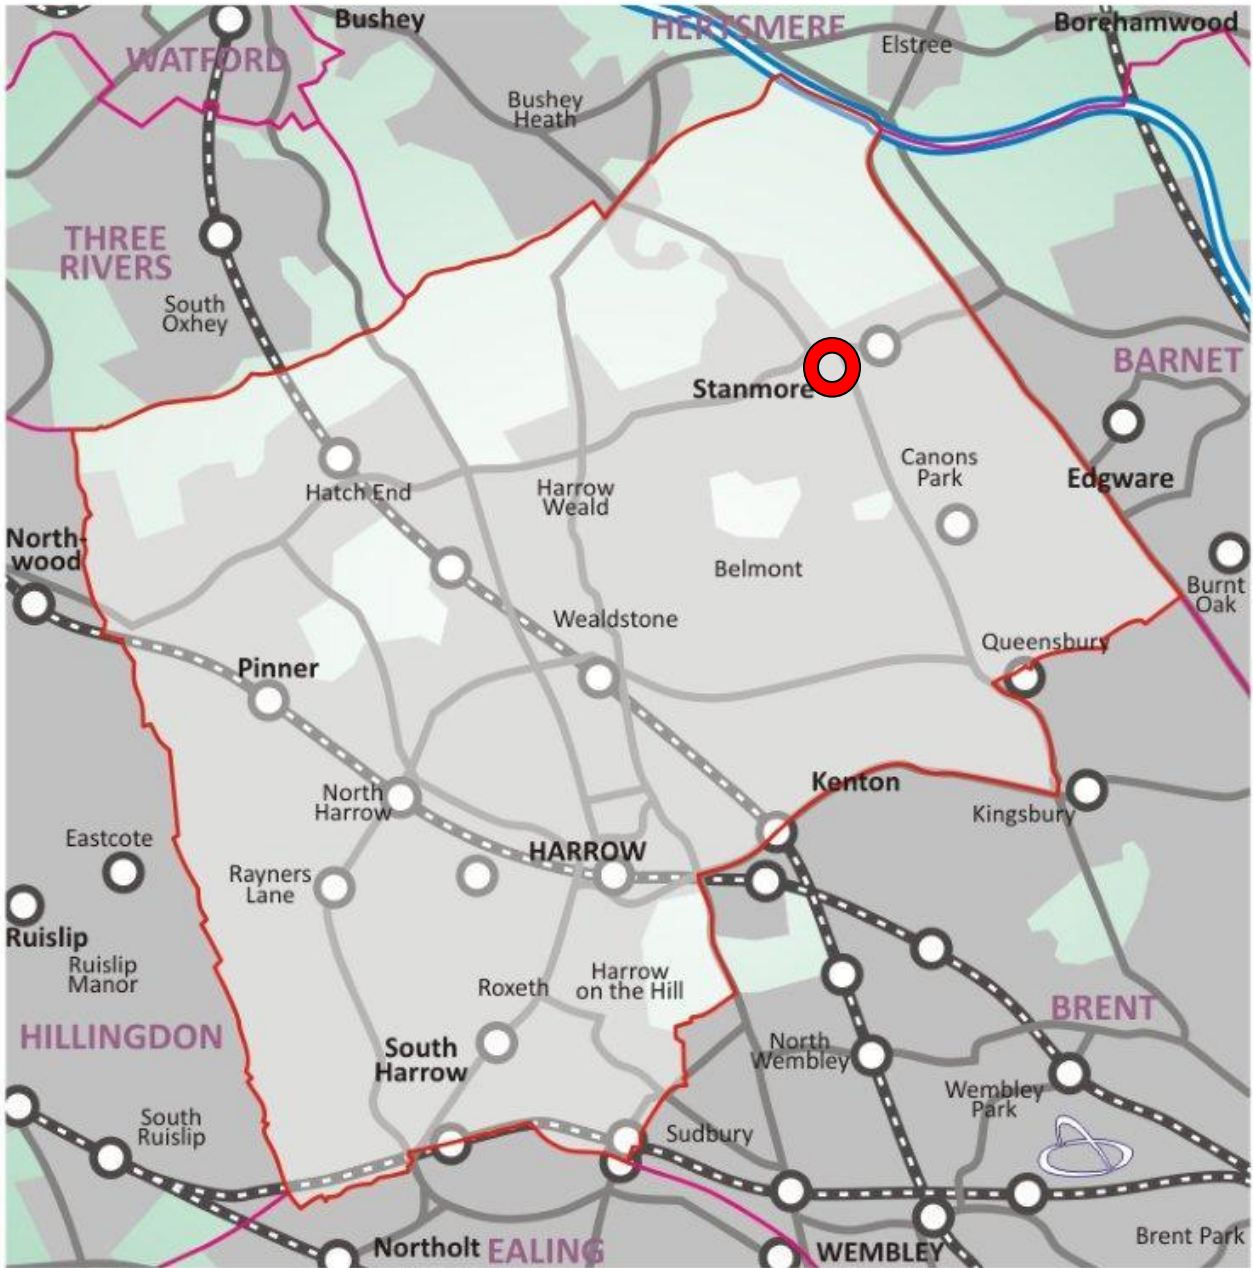 Bushey
HERTSMERE
Borehamwood
Elstree
WATFORD
Bushey
Heath
THREE
RIVERS
South
Oxhey
BARNET
Stanmore
Canons
Park
Edgware
Hatch End
Harrow
Weald
North-
wood
Belmont
Burnt
Oak
Wealdstone
Queensbury
Pinner
Kenton
North
Harrow
Kingsbury
Eastcote
HARROW
Rayners
Lane
Ruislip
Ruislip
Manor
Harrow
on the Hill
Roxeth
BRENT
HILLINGDON
South
Harrow
North
Wembley
Wembley
Park
South
Ruislip
Sudbury
Brent Park
Northolt
EALING
WEMBLEY